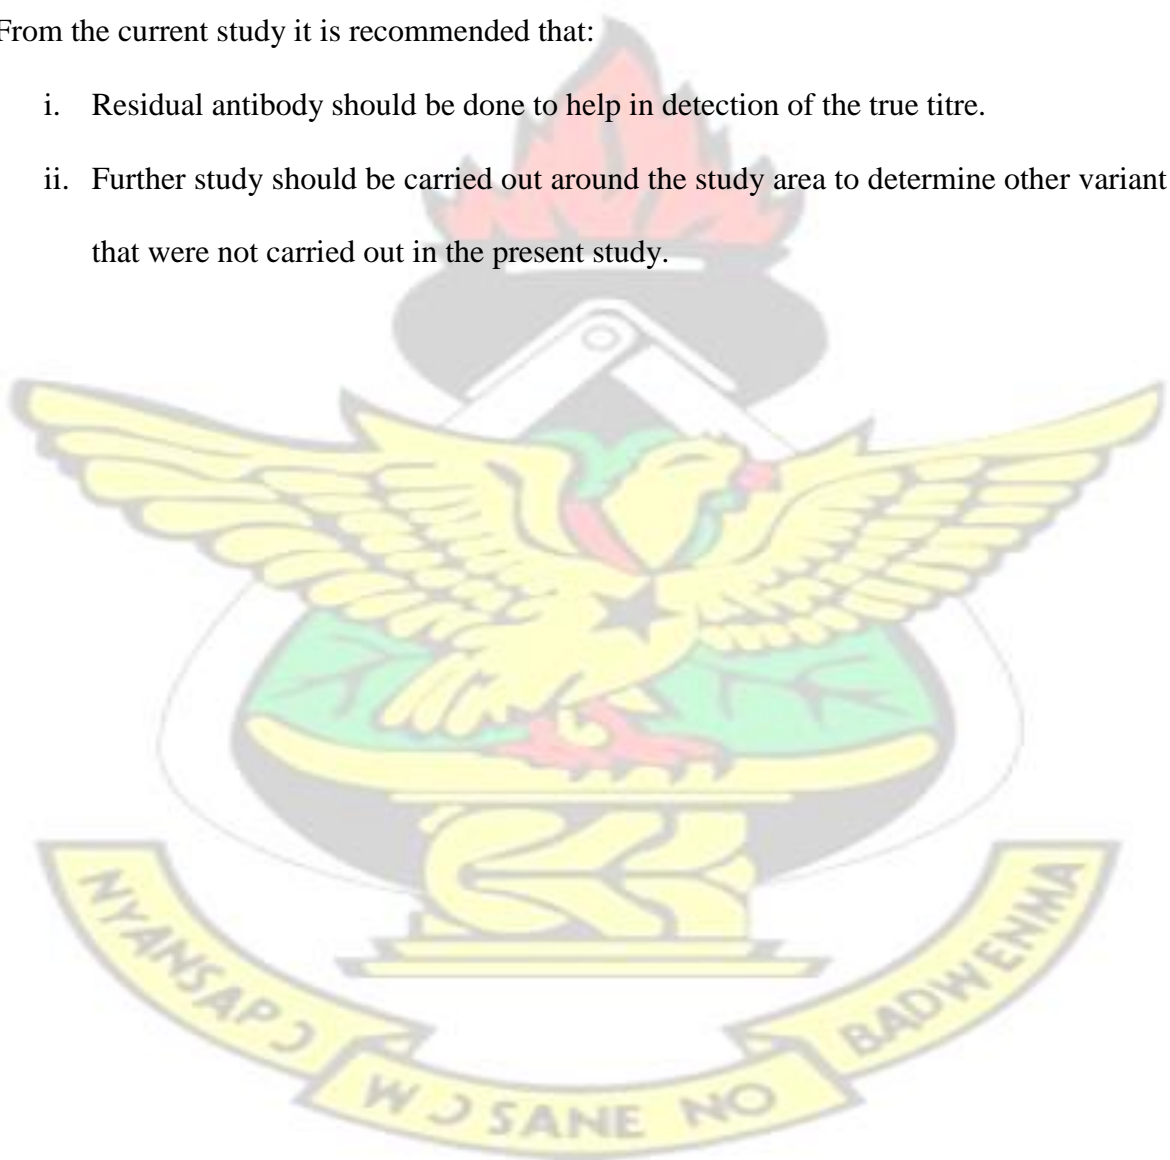 From the current study it is recommended that:
i. Residual antibody should be done to help in detection of the true titre.
ii. Further study should be carried out around the study area to determine other variant
that were not carried out in the present study.
NYANSAPƆ WƆ SANE NO BADWENMA